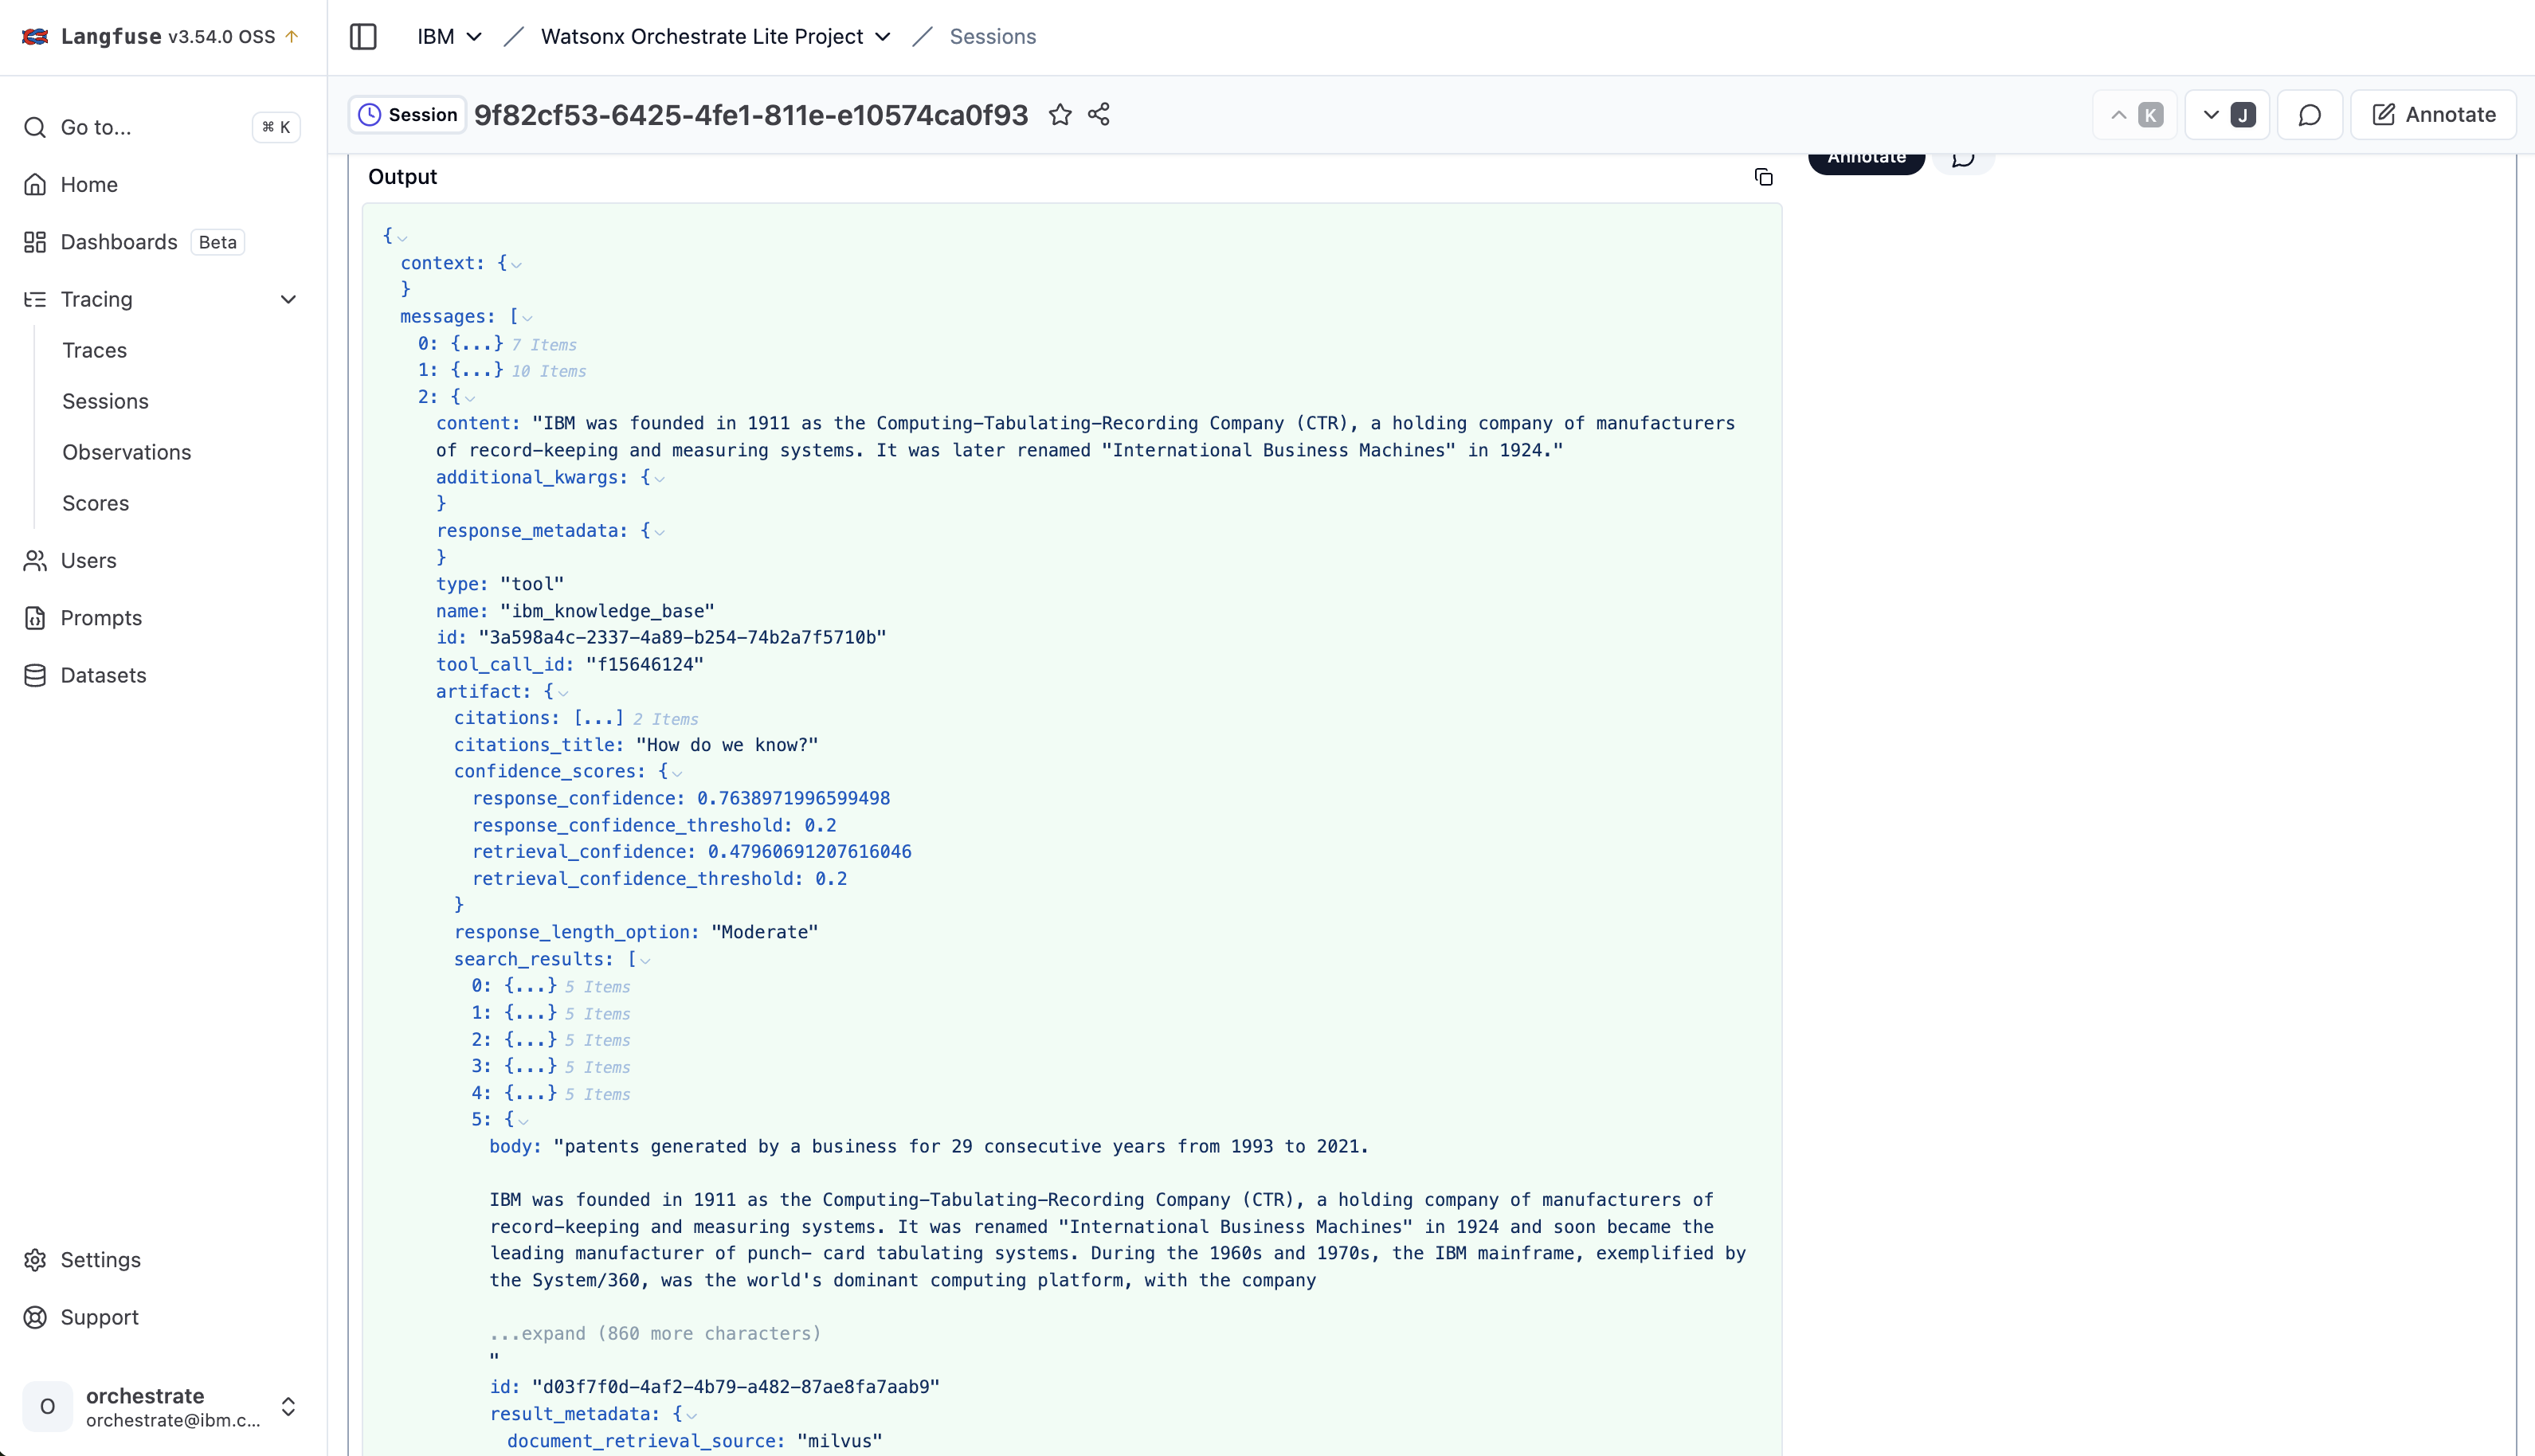 Langfuse v3.54.0 OSS
IBM / Watsonx Orchestrate Lite Project / Sessions
Go to... ⌘ K
Home
Dashboards Beta
Tracing
Traces
Sessions
Observations
Scores
Users
Prompts
Datasets
Settings
Support
O orchestrate
orchestrate@ibm.c...
Session 9f82cf53-6425-4fe1-811e-e10574ca0f93
K J Annotate
Annotate
Output
{
context: {
}
messages: [
0: {...} 7 Items
1: {...} 10 Items
2: {
content: "IBM was founded in 1911 as the Computing-Tabulating-Recording Company (CTR), a holding company of manufacturers
of record-keeping and measuring systems. It was later renamed "International Business Machines" in 1924."
additional_kwargs: {
}
response_metadata: {
}
type: "tool"
name: "ibm_knowledge_base"
id: "3a598a4c-2337-4a89-b254-74b2a7f5710b"
tool_call_id: "f15646124"
artifact: {
citations: [...] 2 Items
citations_title: "How do we know?"
confidence_scores: {
response_confidence: 0.7638971996599498
response_confidence_threshold: 0.2
retrieval_confidence: 0.47960691207616046
retrieval_confidence_threshold: 0.2
}
response_length_option: "Moderate"
search_results: [
0: {...} 5 Items
1: {...} 5 Items
2: {...} 5 Items
3: {...} 5 Items
4: {...} 5 Items
5: {
body: "patents generated by a business for 29 consecutive years from 1993 to 2021.
IBM was founded in 1911 as the Computing-Tabulating-Recording Company (CTR), a holding company of manufacturers of
record-keeping and measuring systems. It was renamed "International Business Machines" in 1924 and soon became the
leading manufacturer of punch- card tabulating systems. During the 1960s and 1970s, the IBM mainframe, exemplified by
the System/360, was the world's dominant computing platform, with the company
...expand (860 more characters)
"
id: "d03f7f0d-4af2-4b79-a482-87ae8fa7aab9"
result_metadata: {
document_retrieval_source: "milvus"